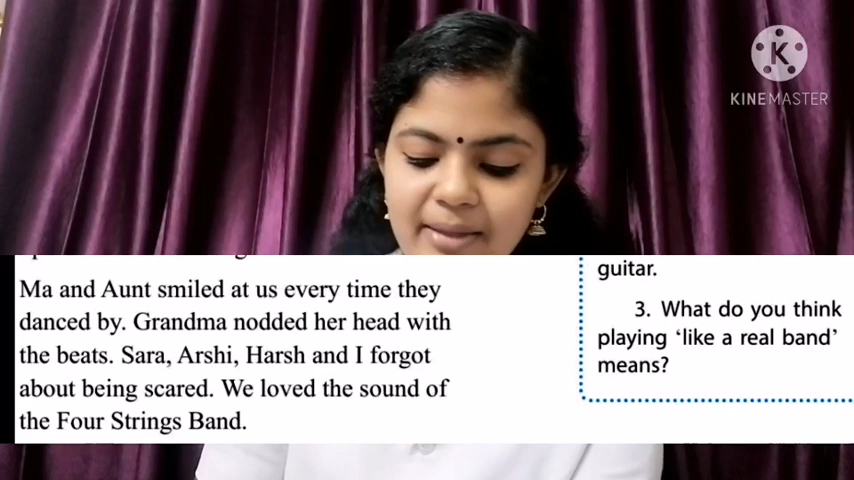 KINEMASTER
Ma and Aunt smiled at us every time they
danced by. Grandma nodded her head with
the beats. Sara, Arshi, Harsh and I forgot
about being scared. We loved the sound of
the Four Strings Band.
guitar.
3. What do you think
playing ‘like a real band’
means?